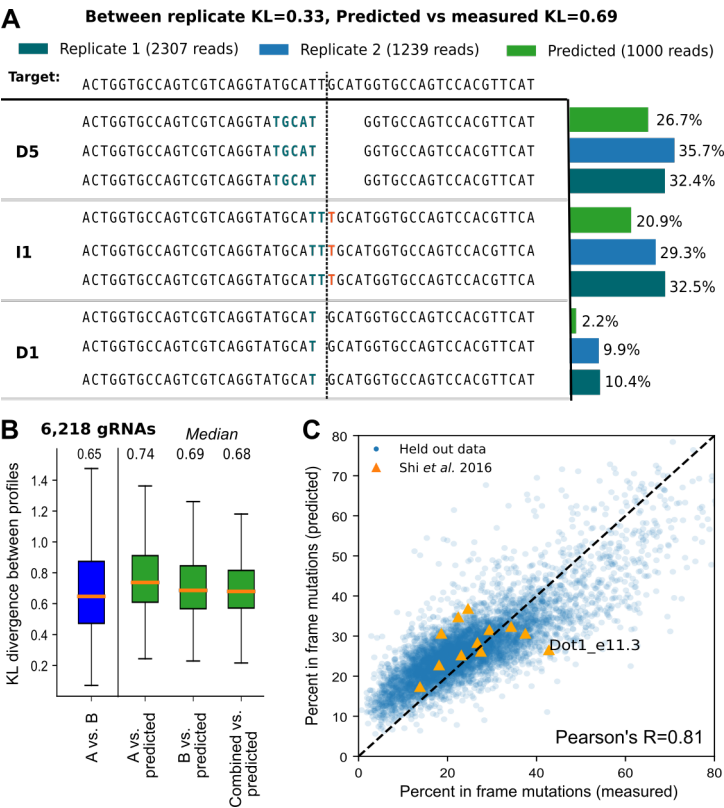 A
Between replicate KL=0.33, Predicted vs measured KL=0.69
Replicate 1 (2307 reads) Replicate 2 (1239 reads) Predicted (1000 reads)
Target: ACTGGTGCCAGTCGTCAGGTATGCATTGCATGGTGCCAGTCCACGTTCAT
D5
ACTGGTGCCAGTCGTCAGGTATGCAT GGTGCCAGTCCACGTTCAT 26.7%
ACTGGTGCCAGTCGTCAGGTATGCAT GGTGCCAGTCCACGTTCAT 35.7%
ACTGGTGCCAGTCGTCAGGTATGCAT GGTGCCAGTCCACGTTCAT 32.4%
I1
ACTGGTGCCAGTCGTCAGGTATGCATTTGCATGGTGCCAGTCCACGTTCA 20.9%
ACTGGTGCCAGTCGTCAGGTATGCATTTGCATGGTGCCAGTCCACGTTCA 29.3%
ACTGGTGCCAGTCGTCAGGTATGCATTTGCATGGTGCCAGTCCACGTTCA 32.5%
D1
ACTGGTGCCAGTCGTCAGGTATGCAT GCATGGTGCCAGTCCACGTTCAT 2.2%
ACTGGTGCCAGTCGTCAGGTATGCAT GCATGGTGCCAGTCCACGTTCAT 9.9%
ACTGGTGCCAGTCGTCAGGTATGCAT GCATGGTGCCAGTCCACGTTCAT 10.4%
B
6,218 gRNAs
Median
0.65 0.74 0.69 0.68
KL divergence between profiles
1.4
1.2
1.0
0.8
0.6
0.4
0.2
A vs. B
A vs.
predicted
B vs.
predicted
Combined vs.
predicted
C
Held out data
Shi et al. 2016
Percent in frame mutations (predicted)
80
70
60
50
40
30
20
10
0
Dot1_e11.3
Pearson's R=0.81
0 20 40 60 80
Percent in frame mutations (measured)